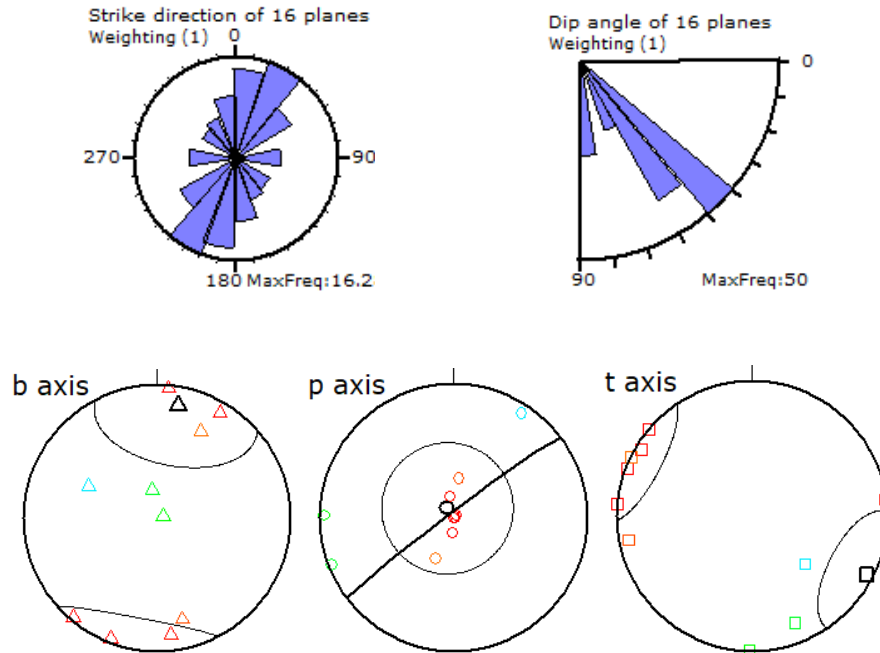 Strike direction of 16 planes
Weighting (1)
0
270
90
180
MaxFreq:16.2
Dip angle of 16 planes
Weighting (1)
0
90
MaxFreq:50
b axis
p axis
t axis